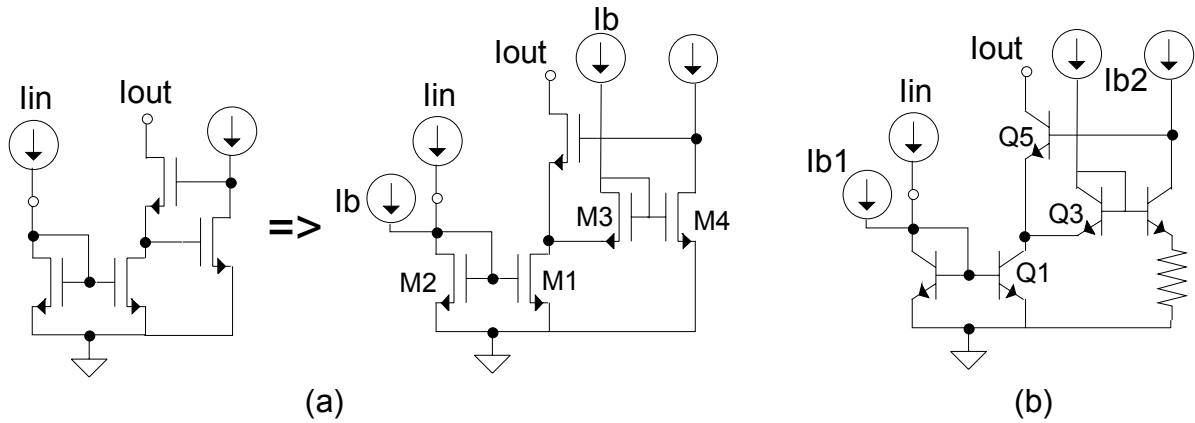 Iin
Iout
=>
Ib
Iin
Iout
Ib
M3
M4
M2
M1
(a)
Ib1
Iin
Iout
Ib2
Q5
Q3
Q1
(b)